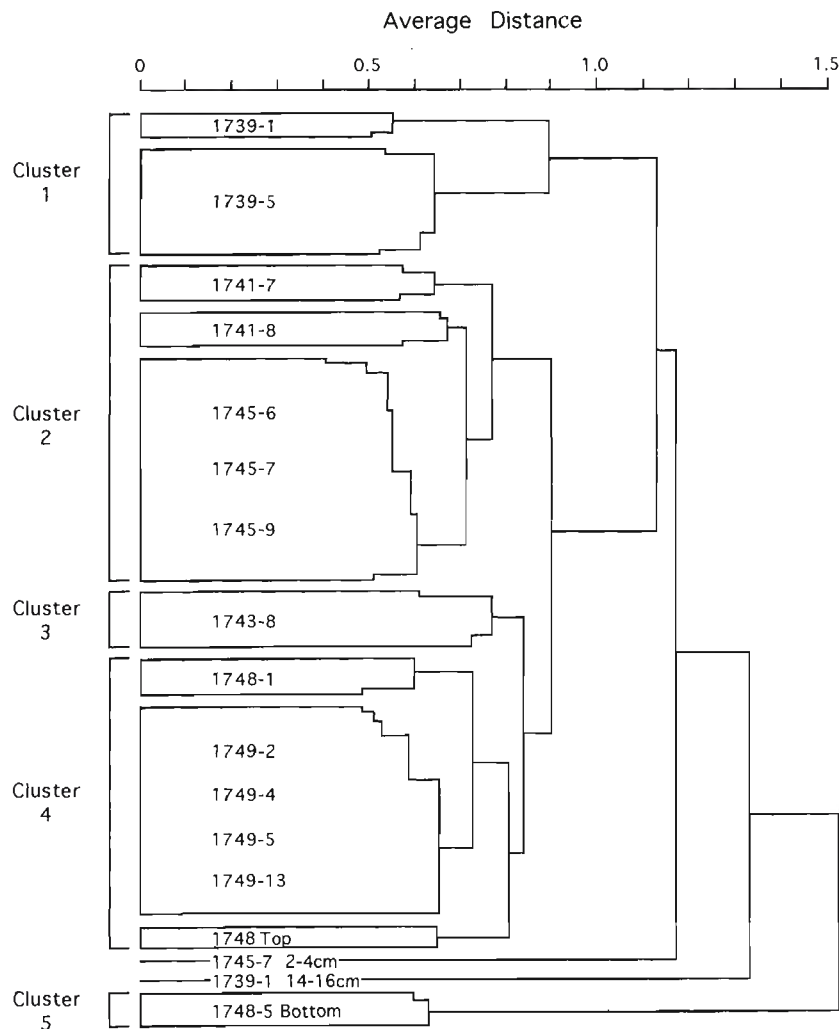 Average Distance
0 0.5 1.0 1.5
1739-1
Cluster
1
1739-5
1741-7
1741-8
Cluster
2
1745-6
1745-7
1745-9
Cluster
3
1743-8
1748-1
1749-2
Cluster
4
1749-4
1749-5
1749-13
1748 Top
1745-7 2-4cm
1739-1 14-16cm
Cluster
5
1748-5 Bottom